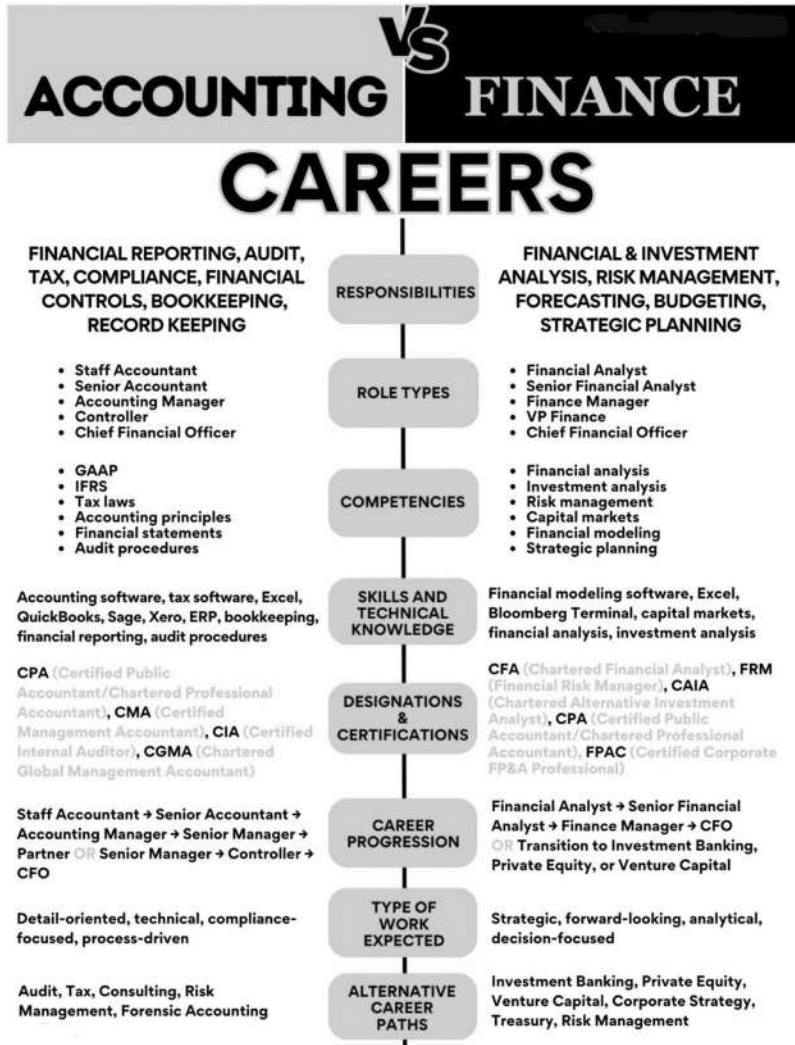 VS
ACCOUNTING
FINANCE
CAREERS
FINANCIAL REPORTING, AUDIT,
TAX, COMPLIANCE, FINANCIAL
CONTROLS, BOOKKEEPING,
RECORD KEEPING
RESPONSIBILITIES
FINANCIAL & INVESTMENT
ANALYSIS, RISK MANAGEMENT,
FORECASTING, BUDGETING,
STRATEGIC PLANNING
• Staff Accountant
• Senior Accountant
• Accounting Manager
• Controller
• Chief Financial Officer
ROLE TYPES
• Financial Analyst
• Senior Financial Analyst
• Finance Manager
• VP Finance
• Chief Financial Officer
• GAAP
• IFRS
• Tax laws
• Accounting principles
• Financial statements
• Audit procedures
COMPETENCIES
• Financial analysis
• Investment analysis
• Risk management
• Capital markets
• Financial modeling
• Strategic planning
Accounting software, tax software, Excel,
QuickBooks, Sage, Xero, ERP, bookkeeping,
financial reporting, audit procedures
SKILLS AND
TECHNICAL
KNOWLEDGE
Financial modeling software, Excel,
Bloomberg Terminal, capital markets,
financial analysis, investment analysis
CPA (Certified Public
Accountant/Chartered Professional
Accountant), CMA (Certified
Management Accountant), CIA (Certified
Internal Auditor), CGMA (Chartered
Global Management Accountant)
DESIGNATIONS
&
CERTIFICATIONS
CFA (Chartered Financial Analyst), FRM
(Financial Risk Manager), CAIA
(Chartered Alternative Investment
Analyst), CPA (Certified Public
Accountant/Chartered Professional
Accountant), FPAC (Certified Corporate
FP&A Professional)
Staff Accountant → Senior Accountant →
Accounting Manager → Senior Manager →
Partner OR Senior Manager → Controller →
CFO
CAREER
PROGRESSION
Financial Analyst → Senior Financial
Analyst → Finance Manager → CFO
OR Transition to Investment Banking,
Private Equity, or Venture Capital
Detail-oriented, technical, compliance-
focused, process-driven
TYPE OF
WORK
EXPECTED
Strategic, forward-looking, analytical,
decision-focused
Audit, Tax, Consulting, Risk
Management, Forensic Accounting
ALTERNATIVE
CAREER
PATHS
Investment Banking, Private Equity,
Venture Capital, Corporate Strategy,
Treasury, Risk Management